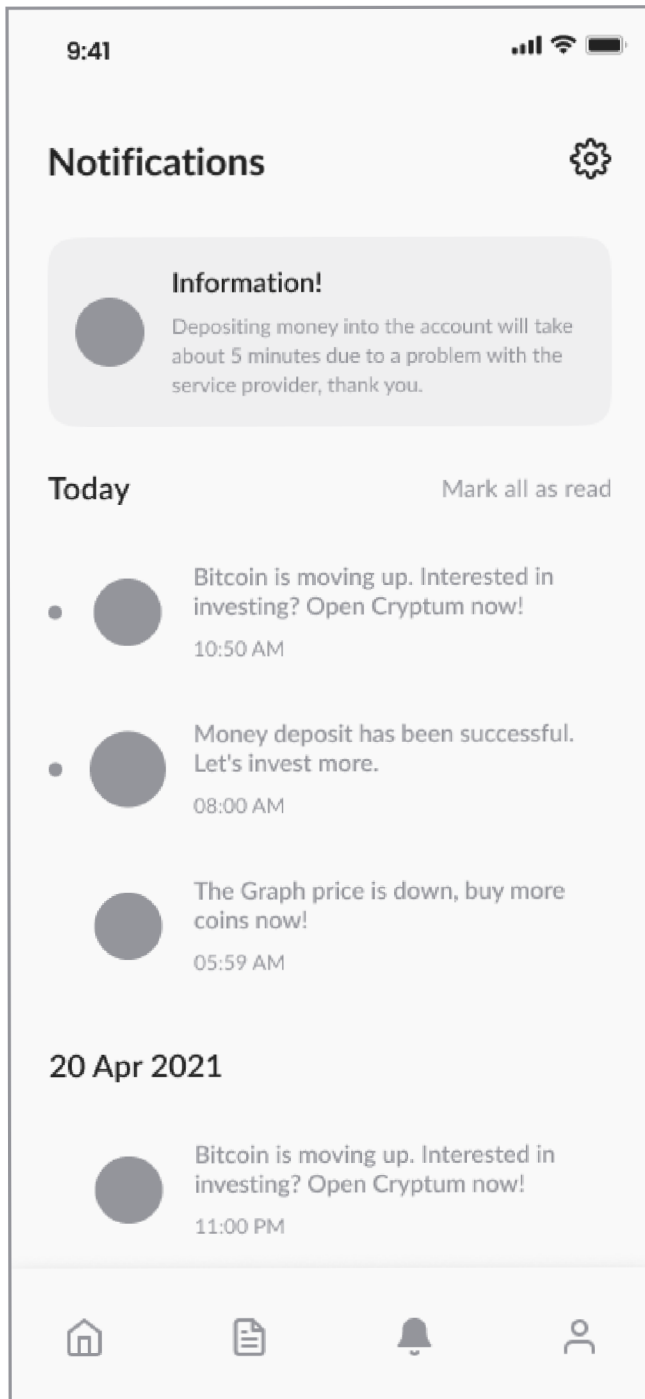 9:41
Notifications
Information!
Depositing money into the account will take
about 5 minutes due to a problem with the
service provider, thank you.
Today
Mark all as read
Bitcoin is moving up. Interested in
investing? Open Cryptum now!
10:50 AM
Money deposit has been successful.
Let's invest more.
08:00 AM
The Graph price is down, buy more
coins now!
05:59 AM
20 Apr 2021
Bitcoin is moving up. Interested in
investing? Open Cryptum now!
11:00 PM